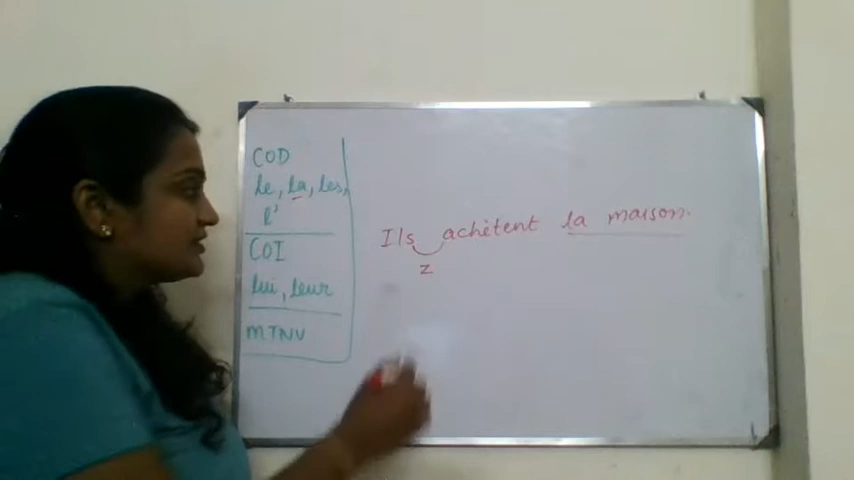 COD
le, la, les,
l'
COI
lui, leur
MTNV
Ils achètent la maison.
z